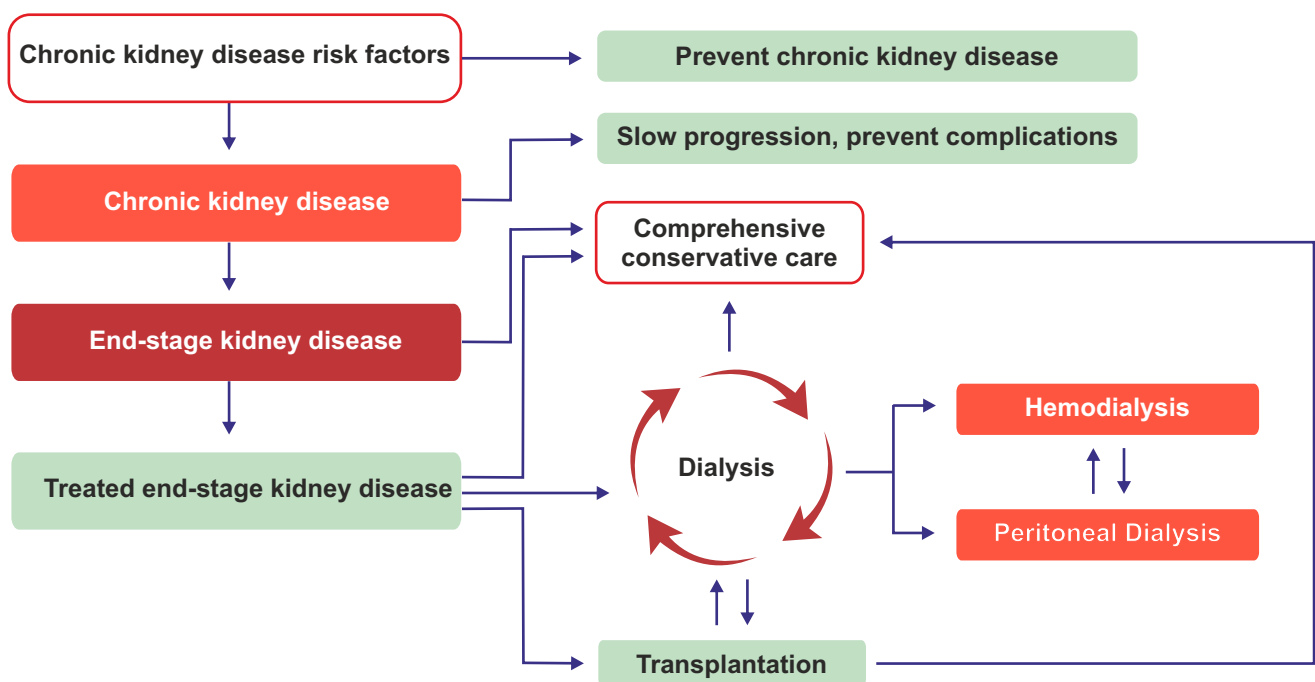 Chronic kidney disease risk factors
Prevent chronic kidney disease
Slow progression, prevent complications
Chronic kidney disease
Comprehensive
conservative care
End-stage kidney disease
Hemodialysis
Dialysis
Treated end-stage kidney disease
Peritoneal Dialysis
Transplantation